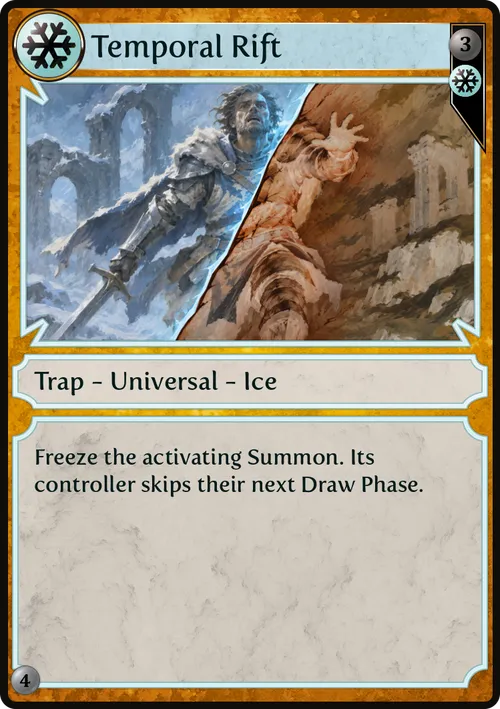 Temporal Rift
3
Trap - Universal - Ice
Freeze the activating Summon. Its
controller skips their next Draw Phase.
4